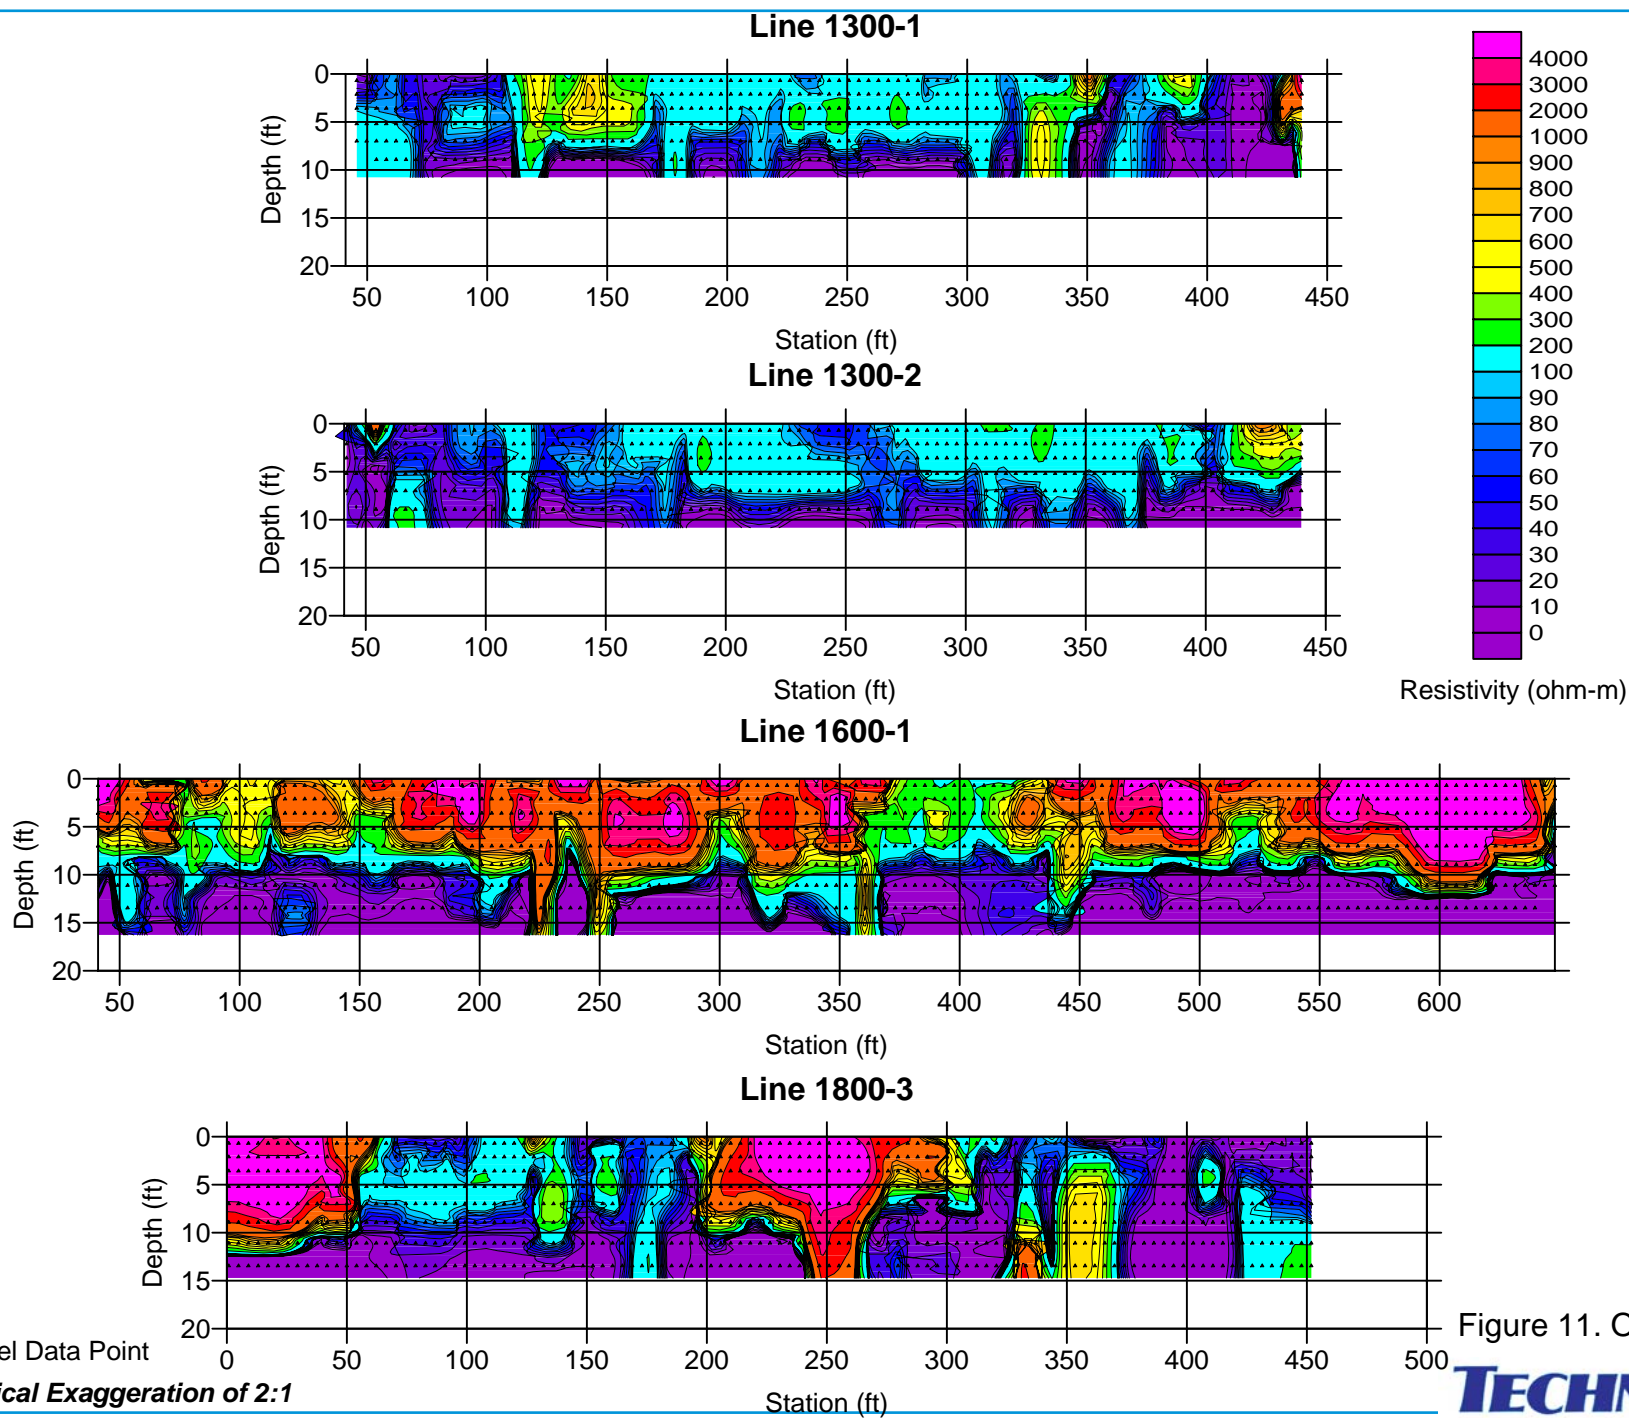 Line 1300-1
0
5
10
15
20
Depth (ft)
50 100 150 200 250 300 350 400 450
Station (ft)
Line 1300-2
0
5
10
15
20
Depth (ft)
50 100 150 200 250 300 350 400 450
Station (ft)
4000
3000
2000
1000
900
800
700
600
500
400
300
200
100
90
80
70
60
50
40
30
20
10
0
Resistivity (ohm-m)
Line 1600-1
0
5
10
15
20
Depth (ft)
50 100 150 200 250 300 350 400 450 500 550 600
Station (ft)
Line 1800-3
0
5
10
15
20
Depth (ft)
0 50 100 150 200 250 300 350 400 450 500
Station (ft)
el Data Point
ical Exaggeration of 2:1
Figure 11. C
TECHN